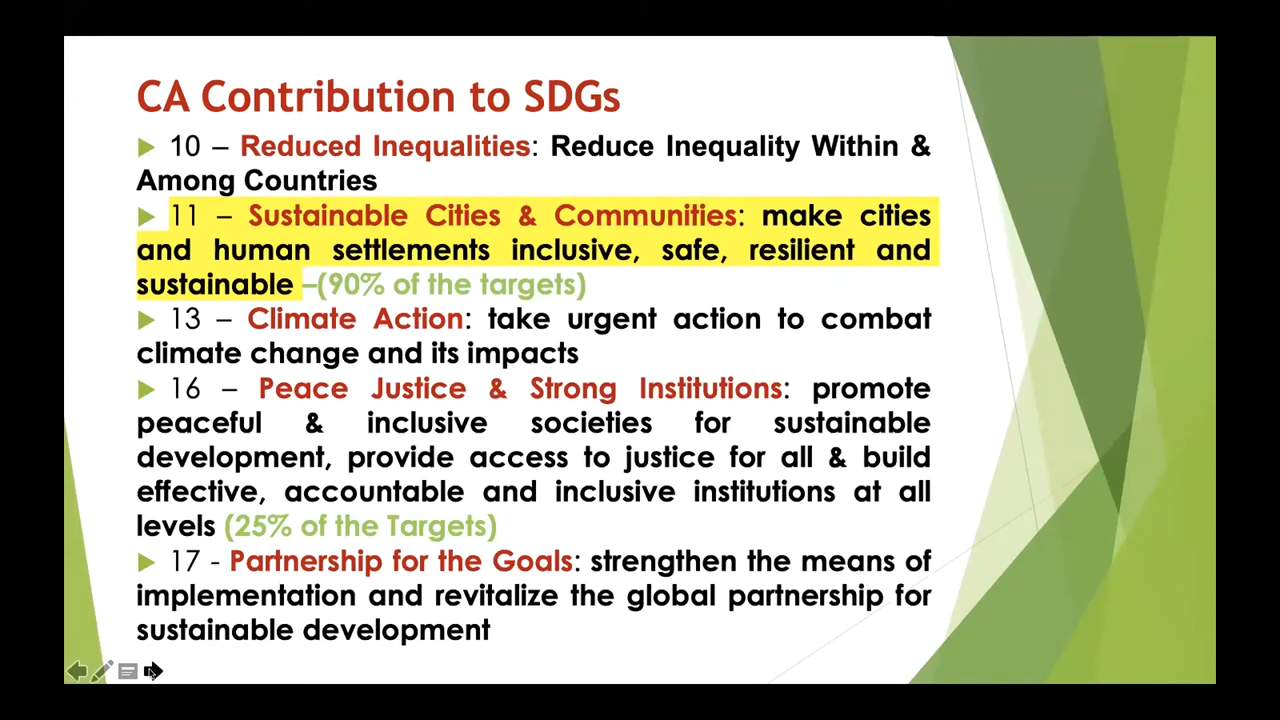 CA Contribution to SDGs
10 – Reduced Inequalities: Reduce Inequality Within &
Among Countries
11 – Sustainable Cities & Communities: make cities
and human settlements inclusive, safe, resilient and
sustainable –(90% of the targets)
13 – Climate Action: take urgent action to combat
climate change and its impacts
16 – Peace Justice & Strong Institutions: promote
peaceful & inclusive societies for sustainable
development, provide access to justice for all & build
effective, accountable and inclusive institutions at all
levels (25% of the Targets)
17 - Partnership for the Goals: strengthen the means of
implementation and revitalize the global partnership for
sustainable development